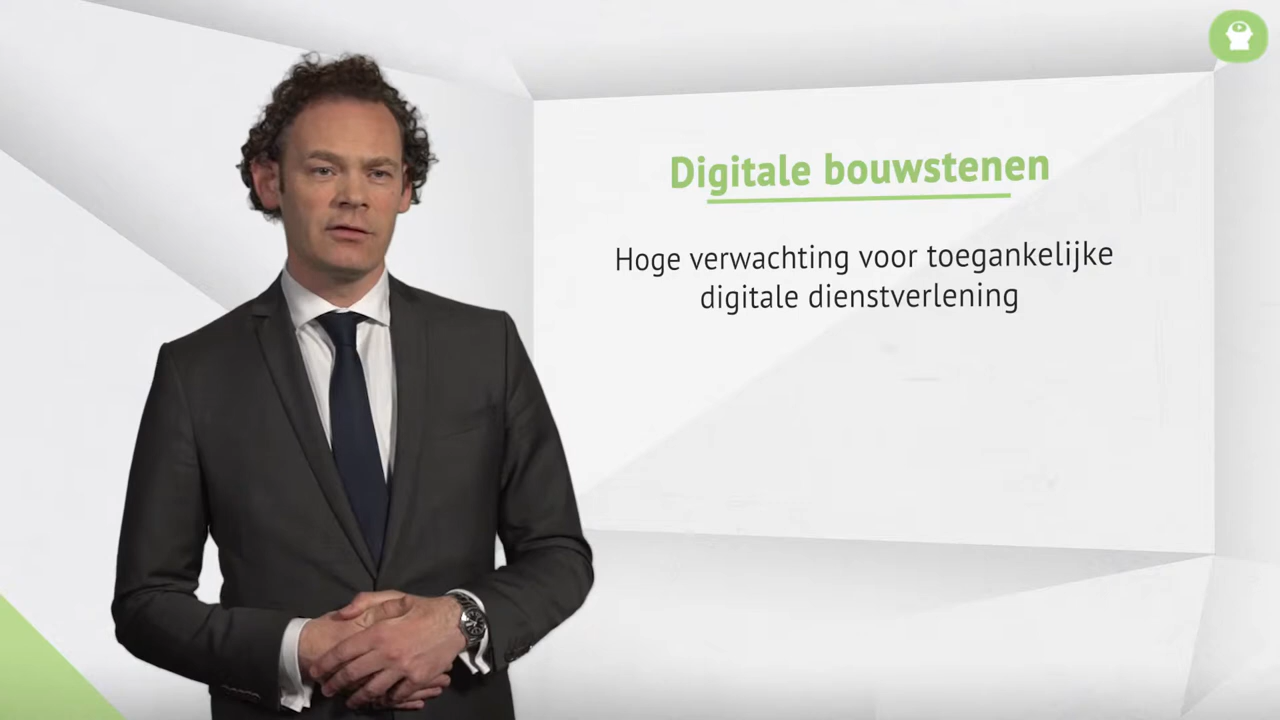 Digitale bouwstenen
Hoge verwachting voor toegankelijke
digitale dienstverlening